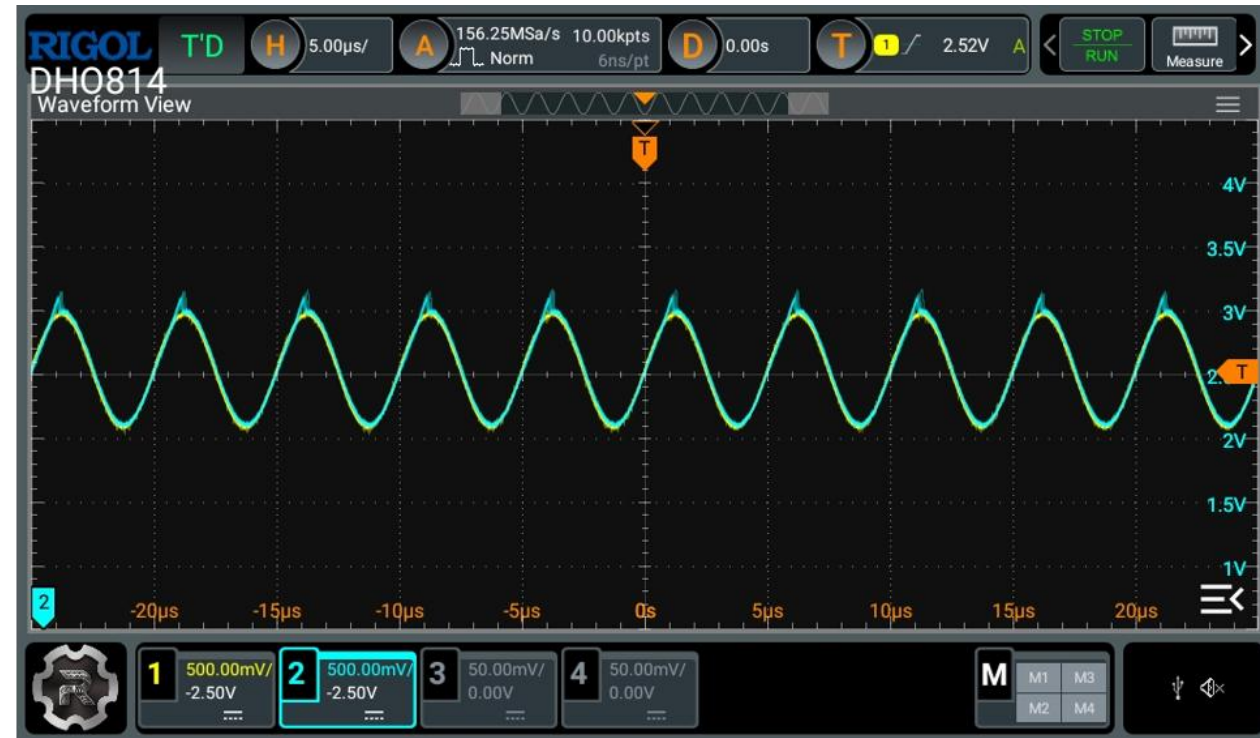 RIGOL T'D H 5.00μs/ A 156.25MSa/s 10.00kpts D 0.00s T 1 2.52V A STOP
Norm 6ns/pt RUN Measure
DHO814
Waveform View
T
4V
3.5V
3V
T
2V
1.5V
1V
2 -20μs -15μs -10μs -5μs 0s 5μs 10μs 15μs 20μs
R 1 500.00mV/ 2 500.00mV/ 3 50.00mV/ 4 50.00mV/ M M1 M3
-2.50V -2.50V 0.00V 0.00V M2 M4